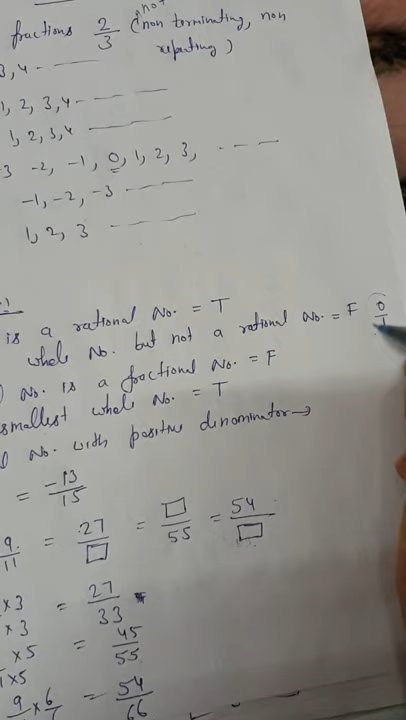 fractions 2/3 (non terminating, non repeating)
3, 4 -----
1, 2, 3, 4 -----
1, 2, 3, 4 -----
-3 -2, -1, 0, 1, 2, 3, -----
-1, -2, -3 -----
1, 2, 3 -----
is a rational No. = T
whole No. but not a rational No. = F 0/1
No. is a fractional No. = F
smallest whole No. = T
No. with positive dinominator→
= -13/15
9/11 = 27/□ = □/55 = 54/□
×3/×3 = 27/33
×5/×5 = 45/55
9/ ×6/ = 54/66